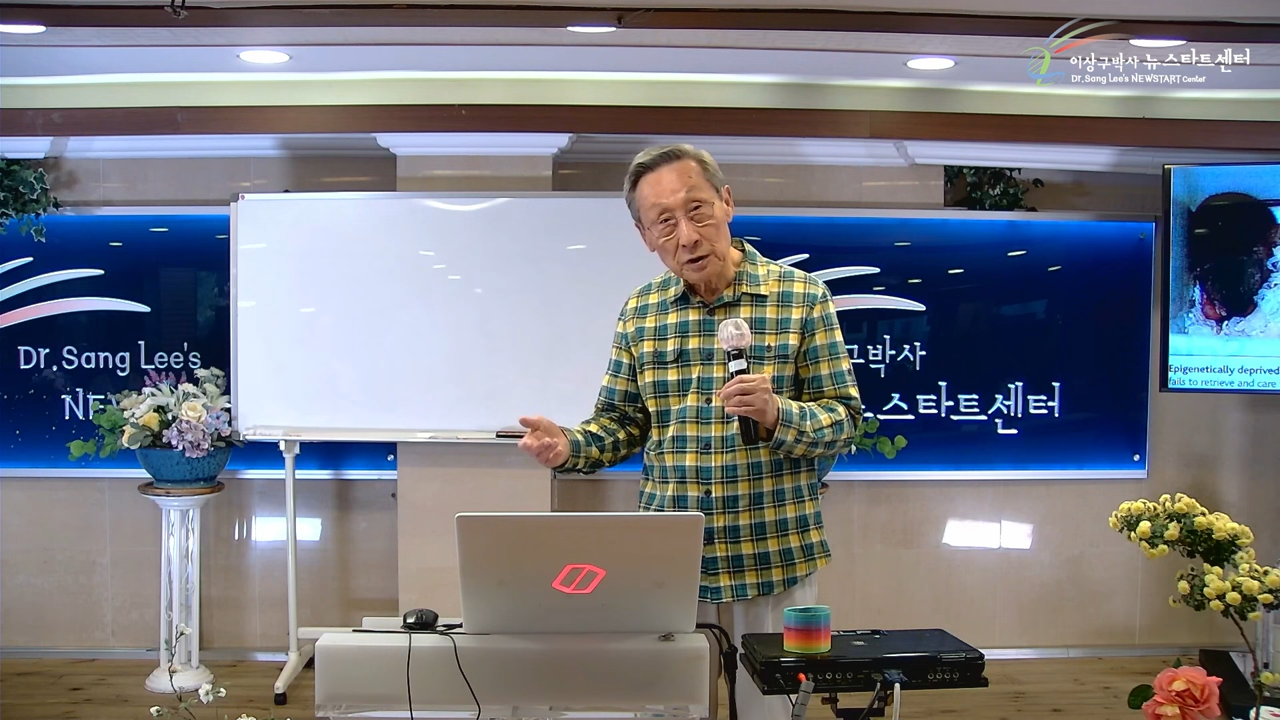 이상구박사 뉴스타트센터
Dr. Sang Lee's NEWSTART Center
Dr. Sang Lee's
구박사
뉴스타트센터
Epigenetically deprived
fails to retrieve and care